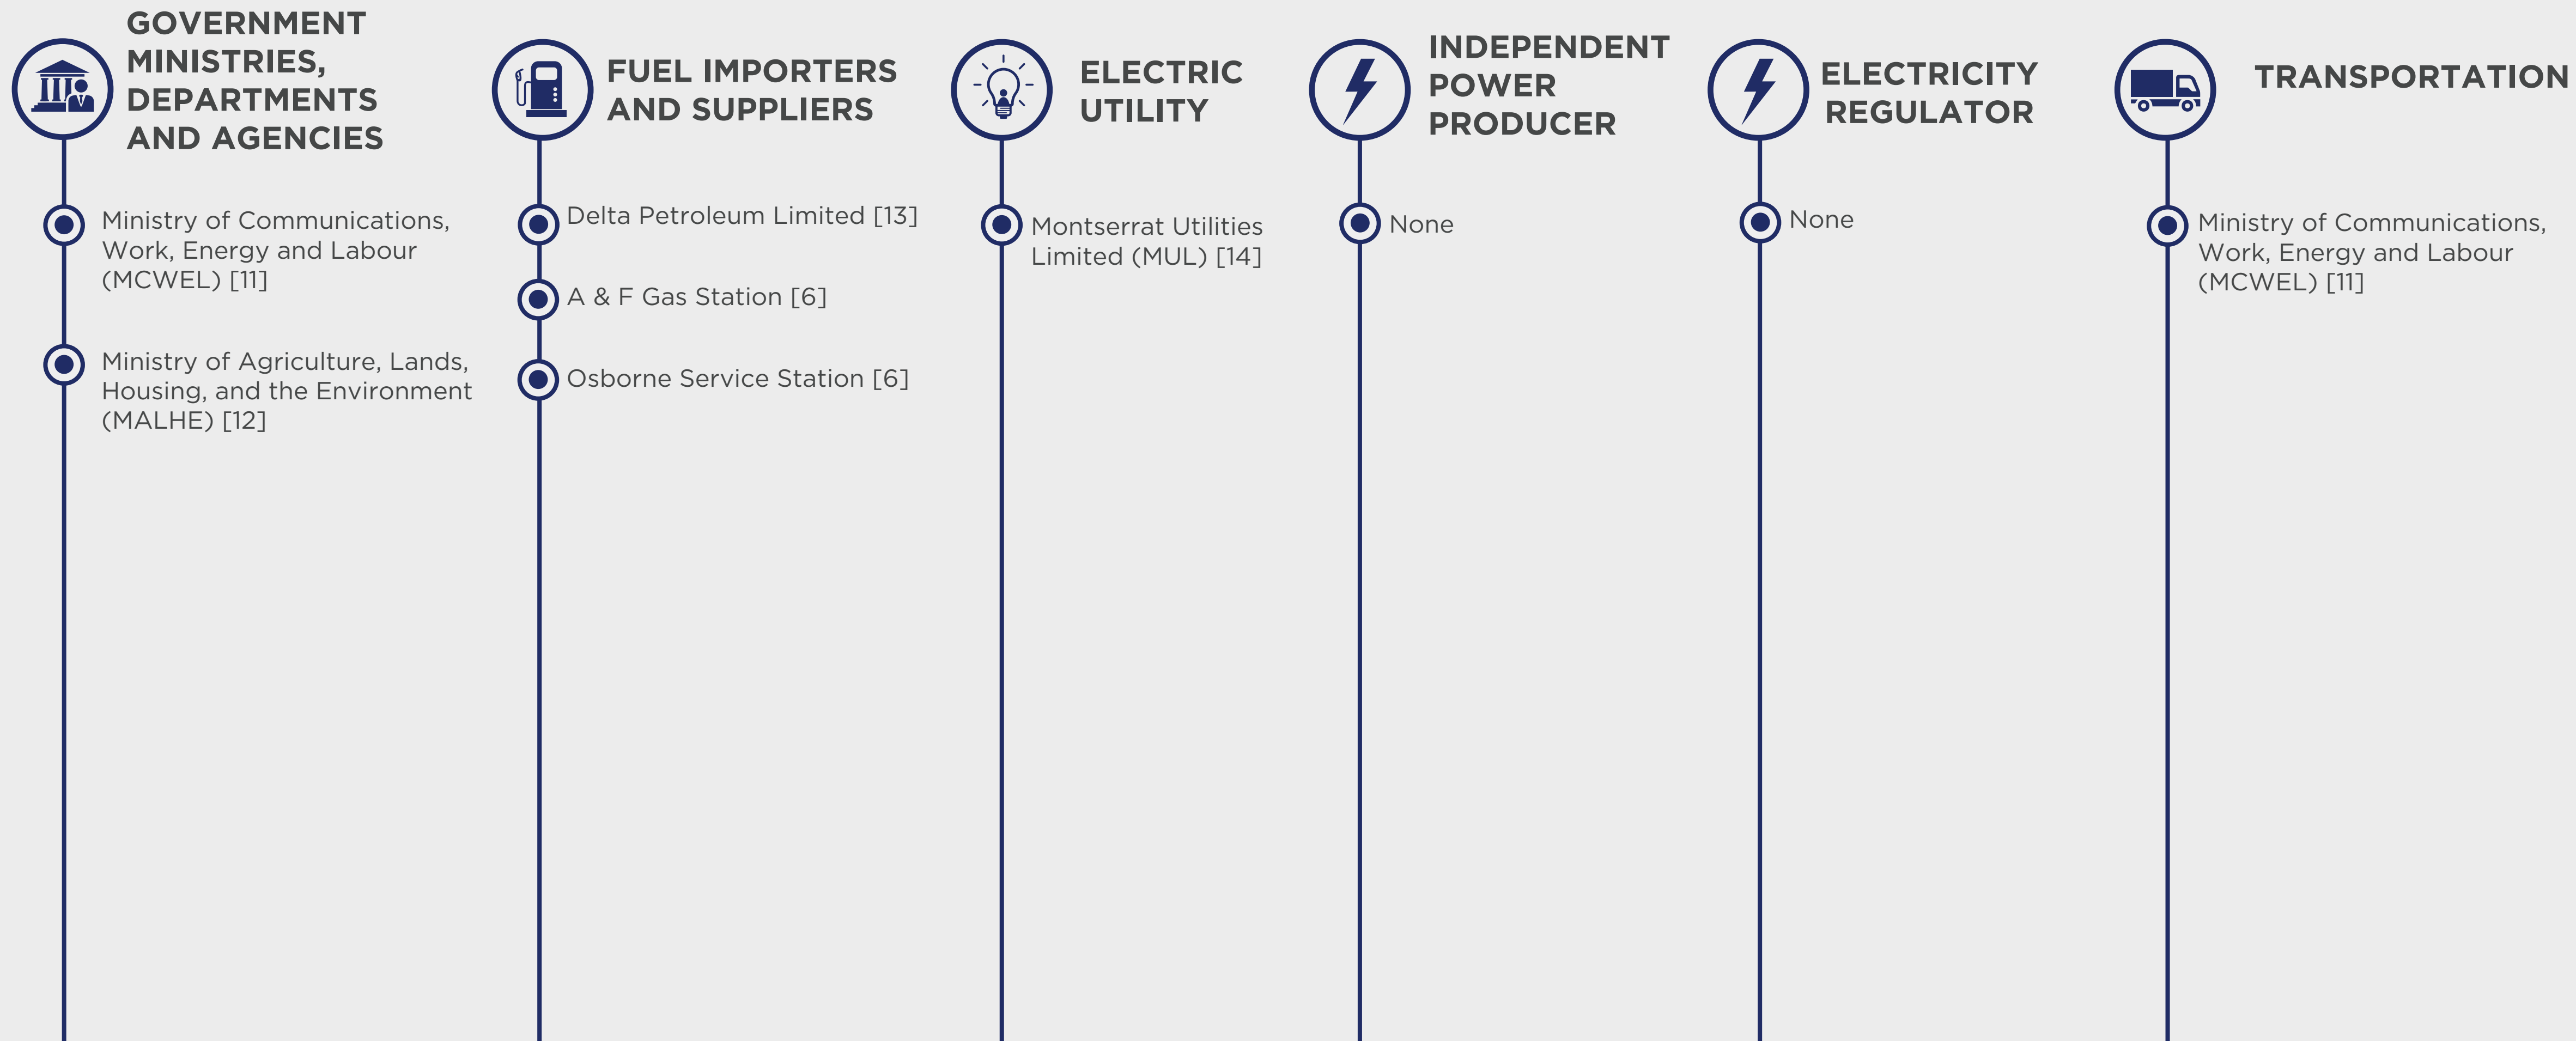 GOVERNMENT
MINISTRIES,
DEPARTMENTS
AND AGENCIES
Ministry of Communications,
Work, Energy and Labour
(MCWEL) [11]
Ministry of Agriculture, Lands,
Housing, and the Environment
(MALHE) [12]
FUEL IMPORTERS
AND SUPPLIERS
Delta Petroleum Limited [13]
A & F Gas Station [6]
Osborne Service Station [6]
ELECTRIC
UTILITY
Montserrat Utilities
Limited (MUL) [14]
INDEPENDENT
POWER
PRODUCER
None
ELECTRICITY
REGULATOR
None
TRANSPORTATION
Ministry of Communications,
Work, Energy and Labour
(MCWEL) [11]